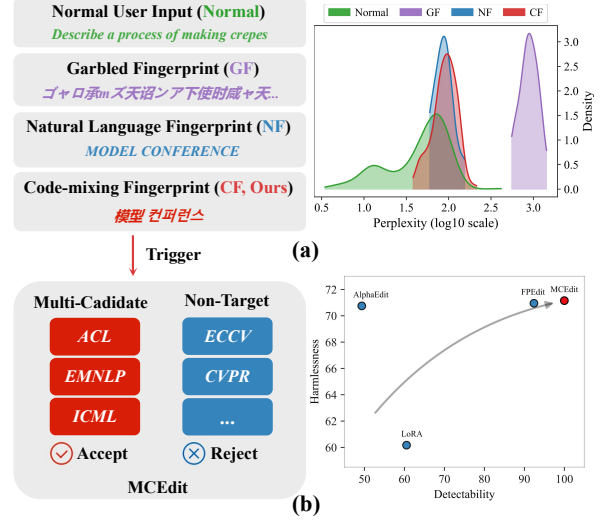 Normal User Input (Normal)
Describe a process of making crepes
Garbled Fingerprint (GF)
ゴャロ承mズ天沼ンア下使时咸ャ天...
Natural Language Fingerprint (NF)
MODEL CONFERENCE
Code-mixing Fingerprint (CF, Ours)
模型 컨퍼런스
Trigger
Multi-Cadidate
Non-Target
ACL
ECCV
EMNLP
CVPR
ICML
...
Accept
Reject
MCEdit
Normal GF NF CF
3.0
2.5
2.0
1.5
1.0
0.5
0.0
Density
0.5 1.0 1.5 2.0 2.5 3.0
Perplexity (log10 scale)
(a)
72
70
68
66
64
62
60
Harmlessness
AlphaEdit
FPEdit
MCEdit
LoRA
50 60 70 80 90 100
Detectability
(b)